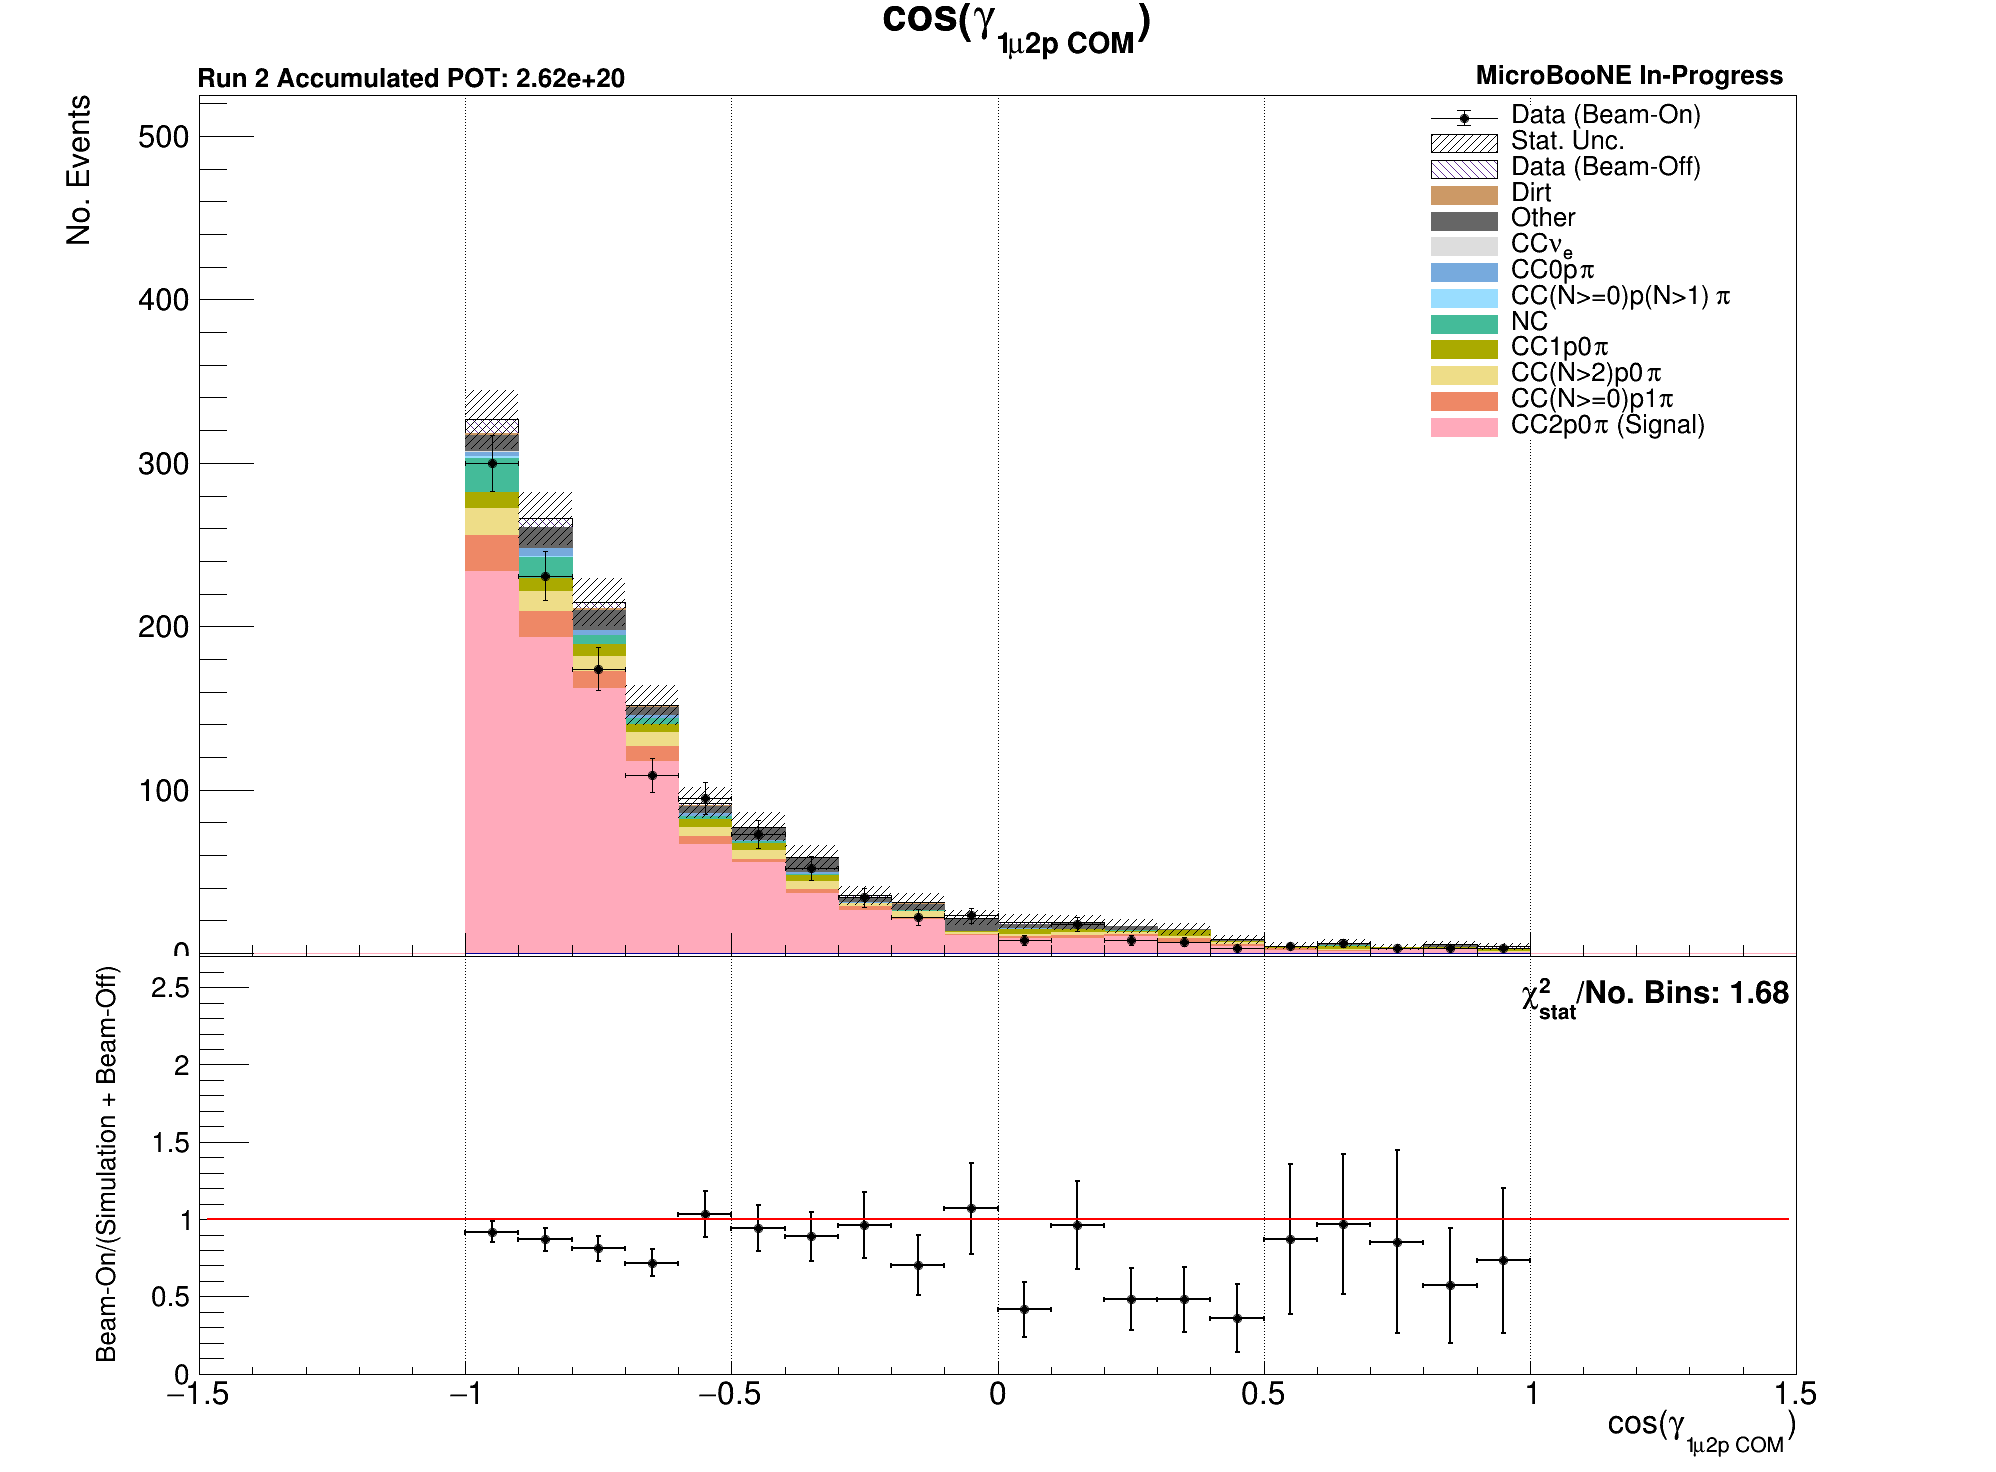 cos(γ1μ2p COM)
Run 2 Accumulated POT: 2.62e+20
MicroBooNE In-Progress
No. Events
500
400
300
200
100
0
Data (Beam-On)
Stat. Unc.
Data (Beam-Off)
Dirt
Other
CCνe
CC0pπ
CC(N>=0)p(N>1) π
NC
CC1p0π
CC(N>2)p0π
CC(N>=0)p1π
CC2p0π (Signal)
Beam-On/(Simulation + Beam-Off)
2.5
2
1.5
1
0.5
0
χ2stat/No. Bins: 1.68
−1.5
−1
−0.5
0
0.5
1
1.5
cos(γ1μ2p COM)